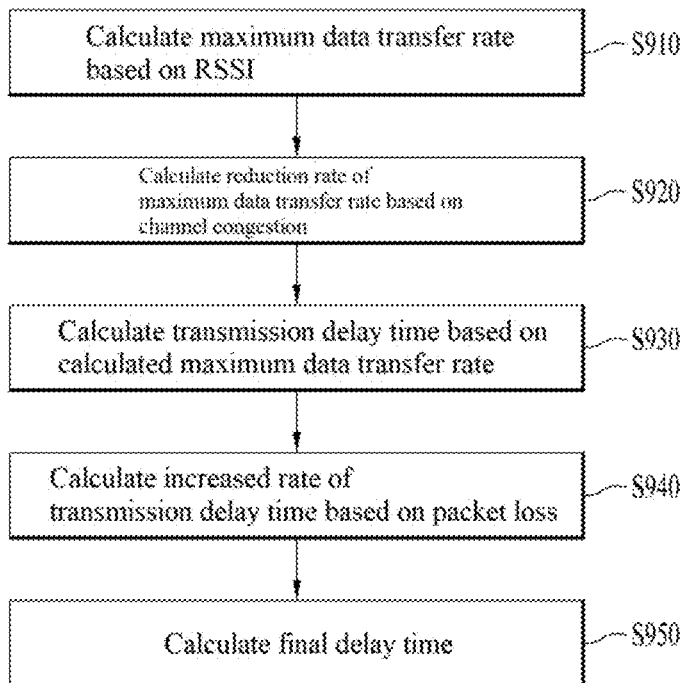 Calculate maximum data transfer rate
based on RSSI
S910
Calculate reduction rate of
maximum data transfer rate based on
channel congestion
S920
Calculate transmission delay time based on
calculated maximum data transfer rate
S930
Calculate increased rate of
transmission delay time based on packet loss
S940
Calculate final delay time
S950